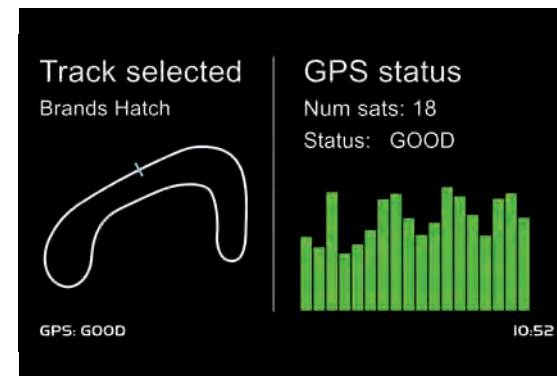 Track selected
Brands Hatch
GPS status
Num sats: 18
Status: GOOD
GPS: GOOD
10:52